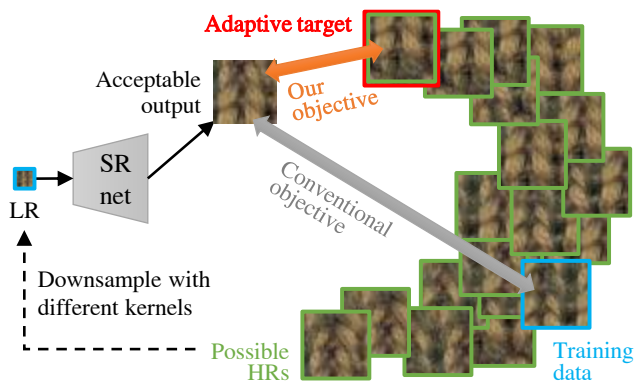 Adaptive target
Acceptable
output
Our
objective
SR
net
Conventional
objective
LR
Downsample with
different kernels
Possible
HRs
Training
data